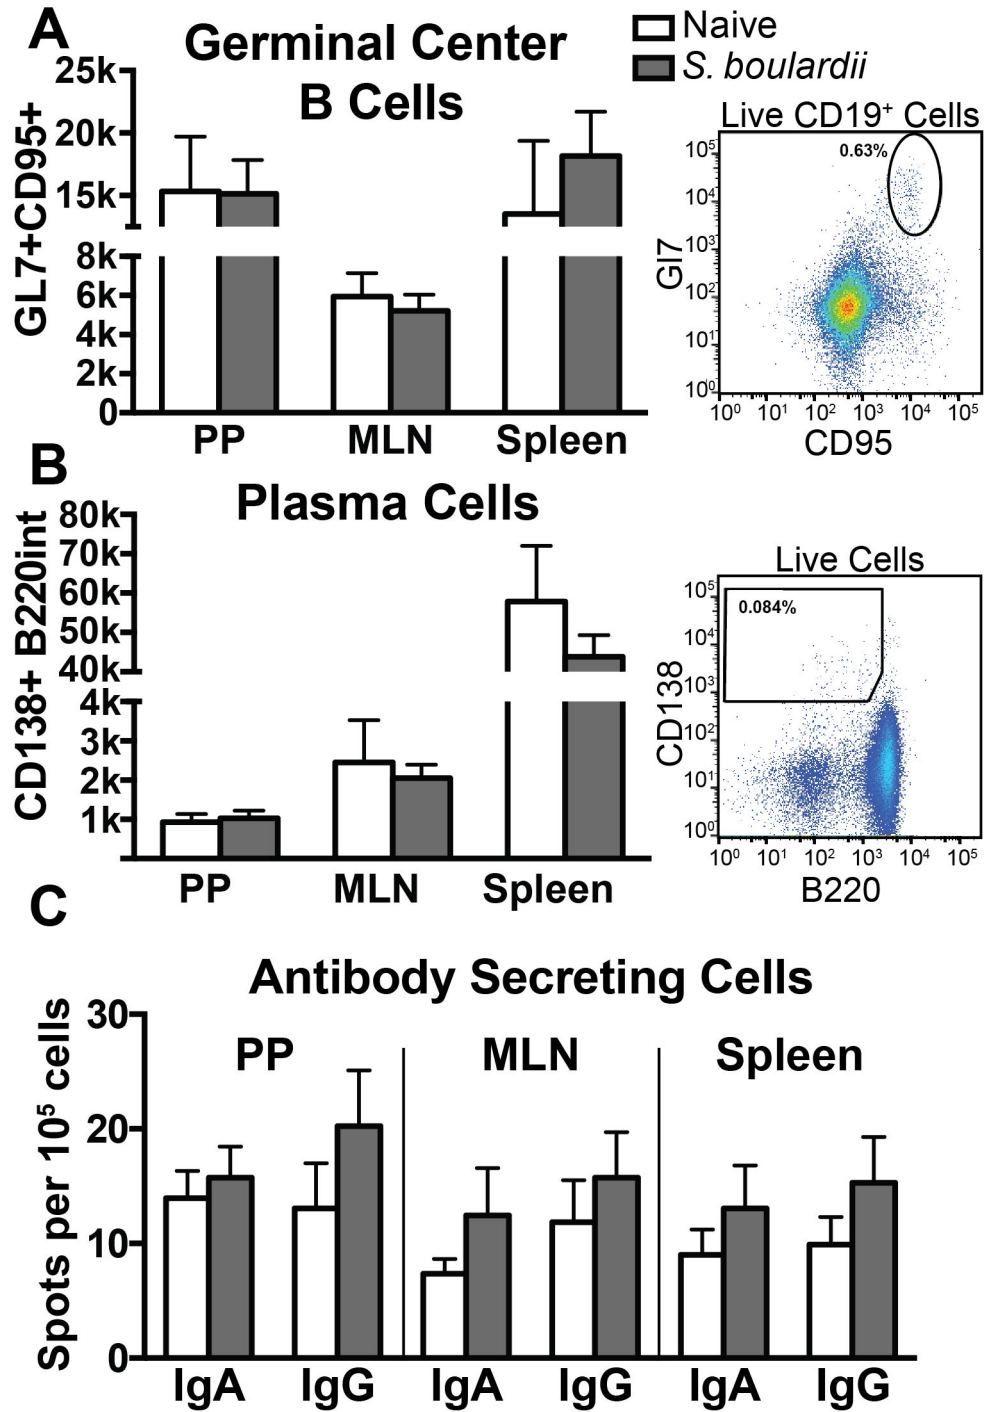 A
Germinal Center
B Cells
Naive
S. boulardii
GL7+CD95+
25k
20k
15k
8k
6k
4k
2k
0
PP
MLN
Spleen
Live CD19+ Cells
0.63%
Gl7
10⁵
10⁴
10³
10²
10¹
10⁰
10⁰ 10¹ 10² 10³ 10⁴ 10⁵
CD95
B
Plasma Cells
CD138+ B220int
80k
70k
60k
50k
40k
4k
3k
2k
1k
PP
MLN
Spleen
Live Cells
0.084%
CD138
10⁵
10⁴
10³
10²
10¹
10⁰
10⁰ 10¹ 10² 10³ 10⁴ 10⁵
B220
C
Antibody Secreting Cells
Spots per 10⁵ cells
30
20
10
0
PP
MLN
Spleen
IgA IgG IgA IgG IgA IgG